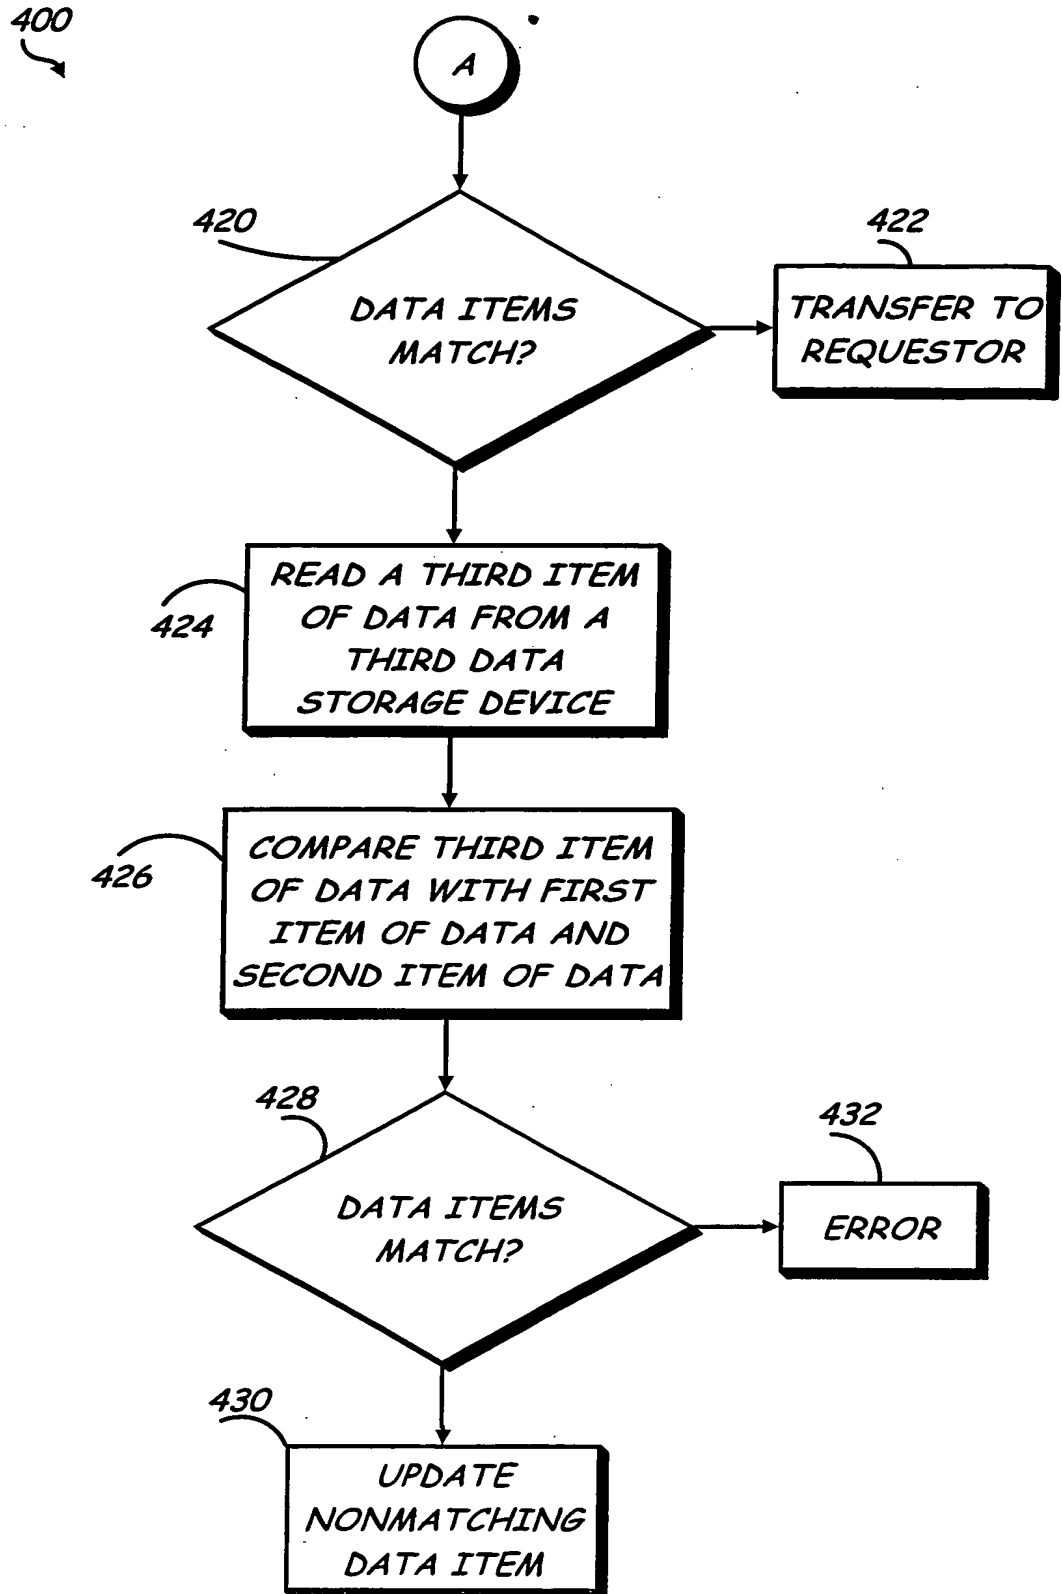 400
A
420
DATA ITEMS
MATCH?
422
TRANSFER TO
REQUESTOR
424
READ A THIRD ITEM
OF DATA FROM A
THIRD DATA
STORAGE DEVICE
426
COMPARE THIRD ITEM
OF DATA WITH FIRST
ITEM OF DATA AND
SECOND ITEM OF DATA
428
DATA ITEMS
MATCH?
432
ERROR
430
UPDATE
NONMATCHING
DATA ITEM